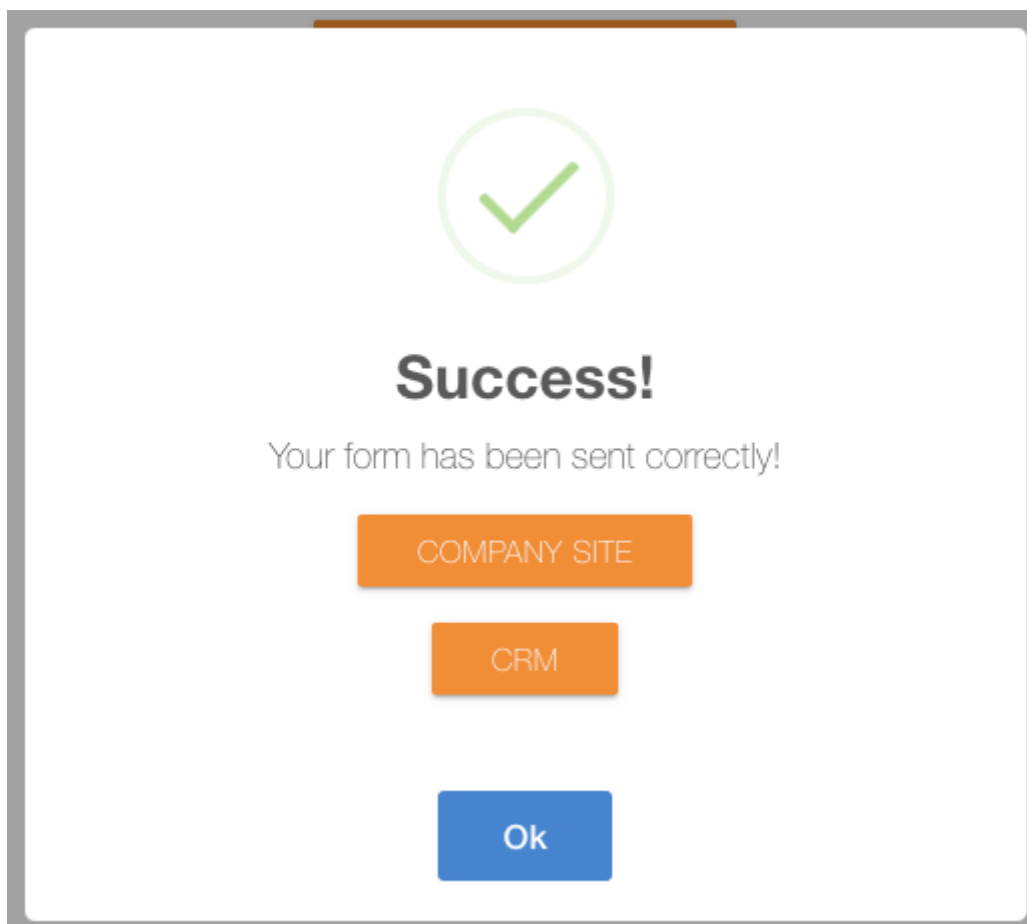 Success!
Your form has been sent correctly!
COMPANY SITE
CRM
Ok